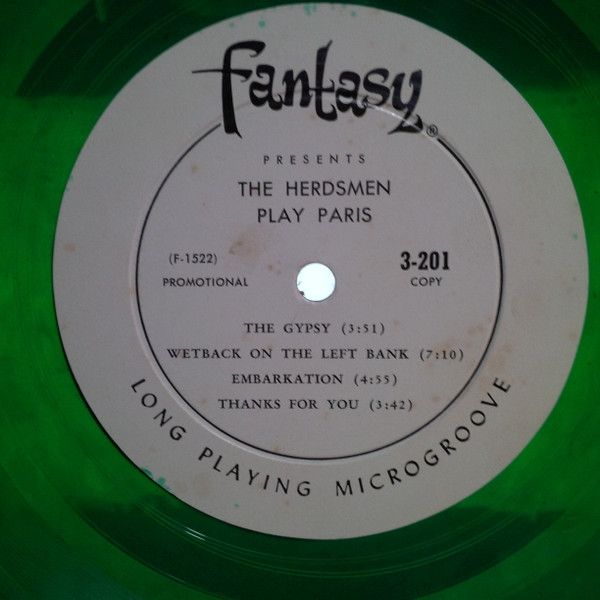 fantasy®
PRESENTS
THE HERDSMEN
PLAY PARIS
(F-1522) 3-201
PROMOTIONAL COPY
THE GYPSY (3:51)
WETBACK ON THE LEFT BANK (7:10)
EMBARKATION (4:55)
THANKS FOR YOU (3:42)
LONG PLAYING MICROGROOVE